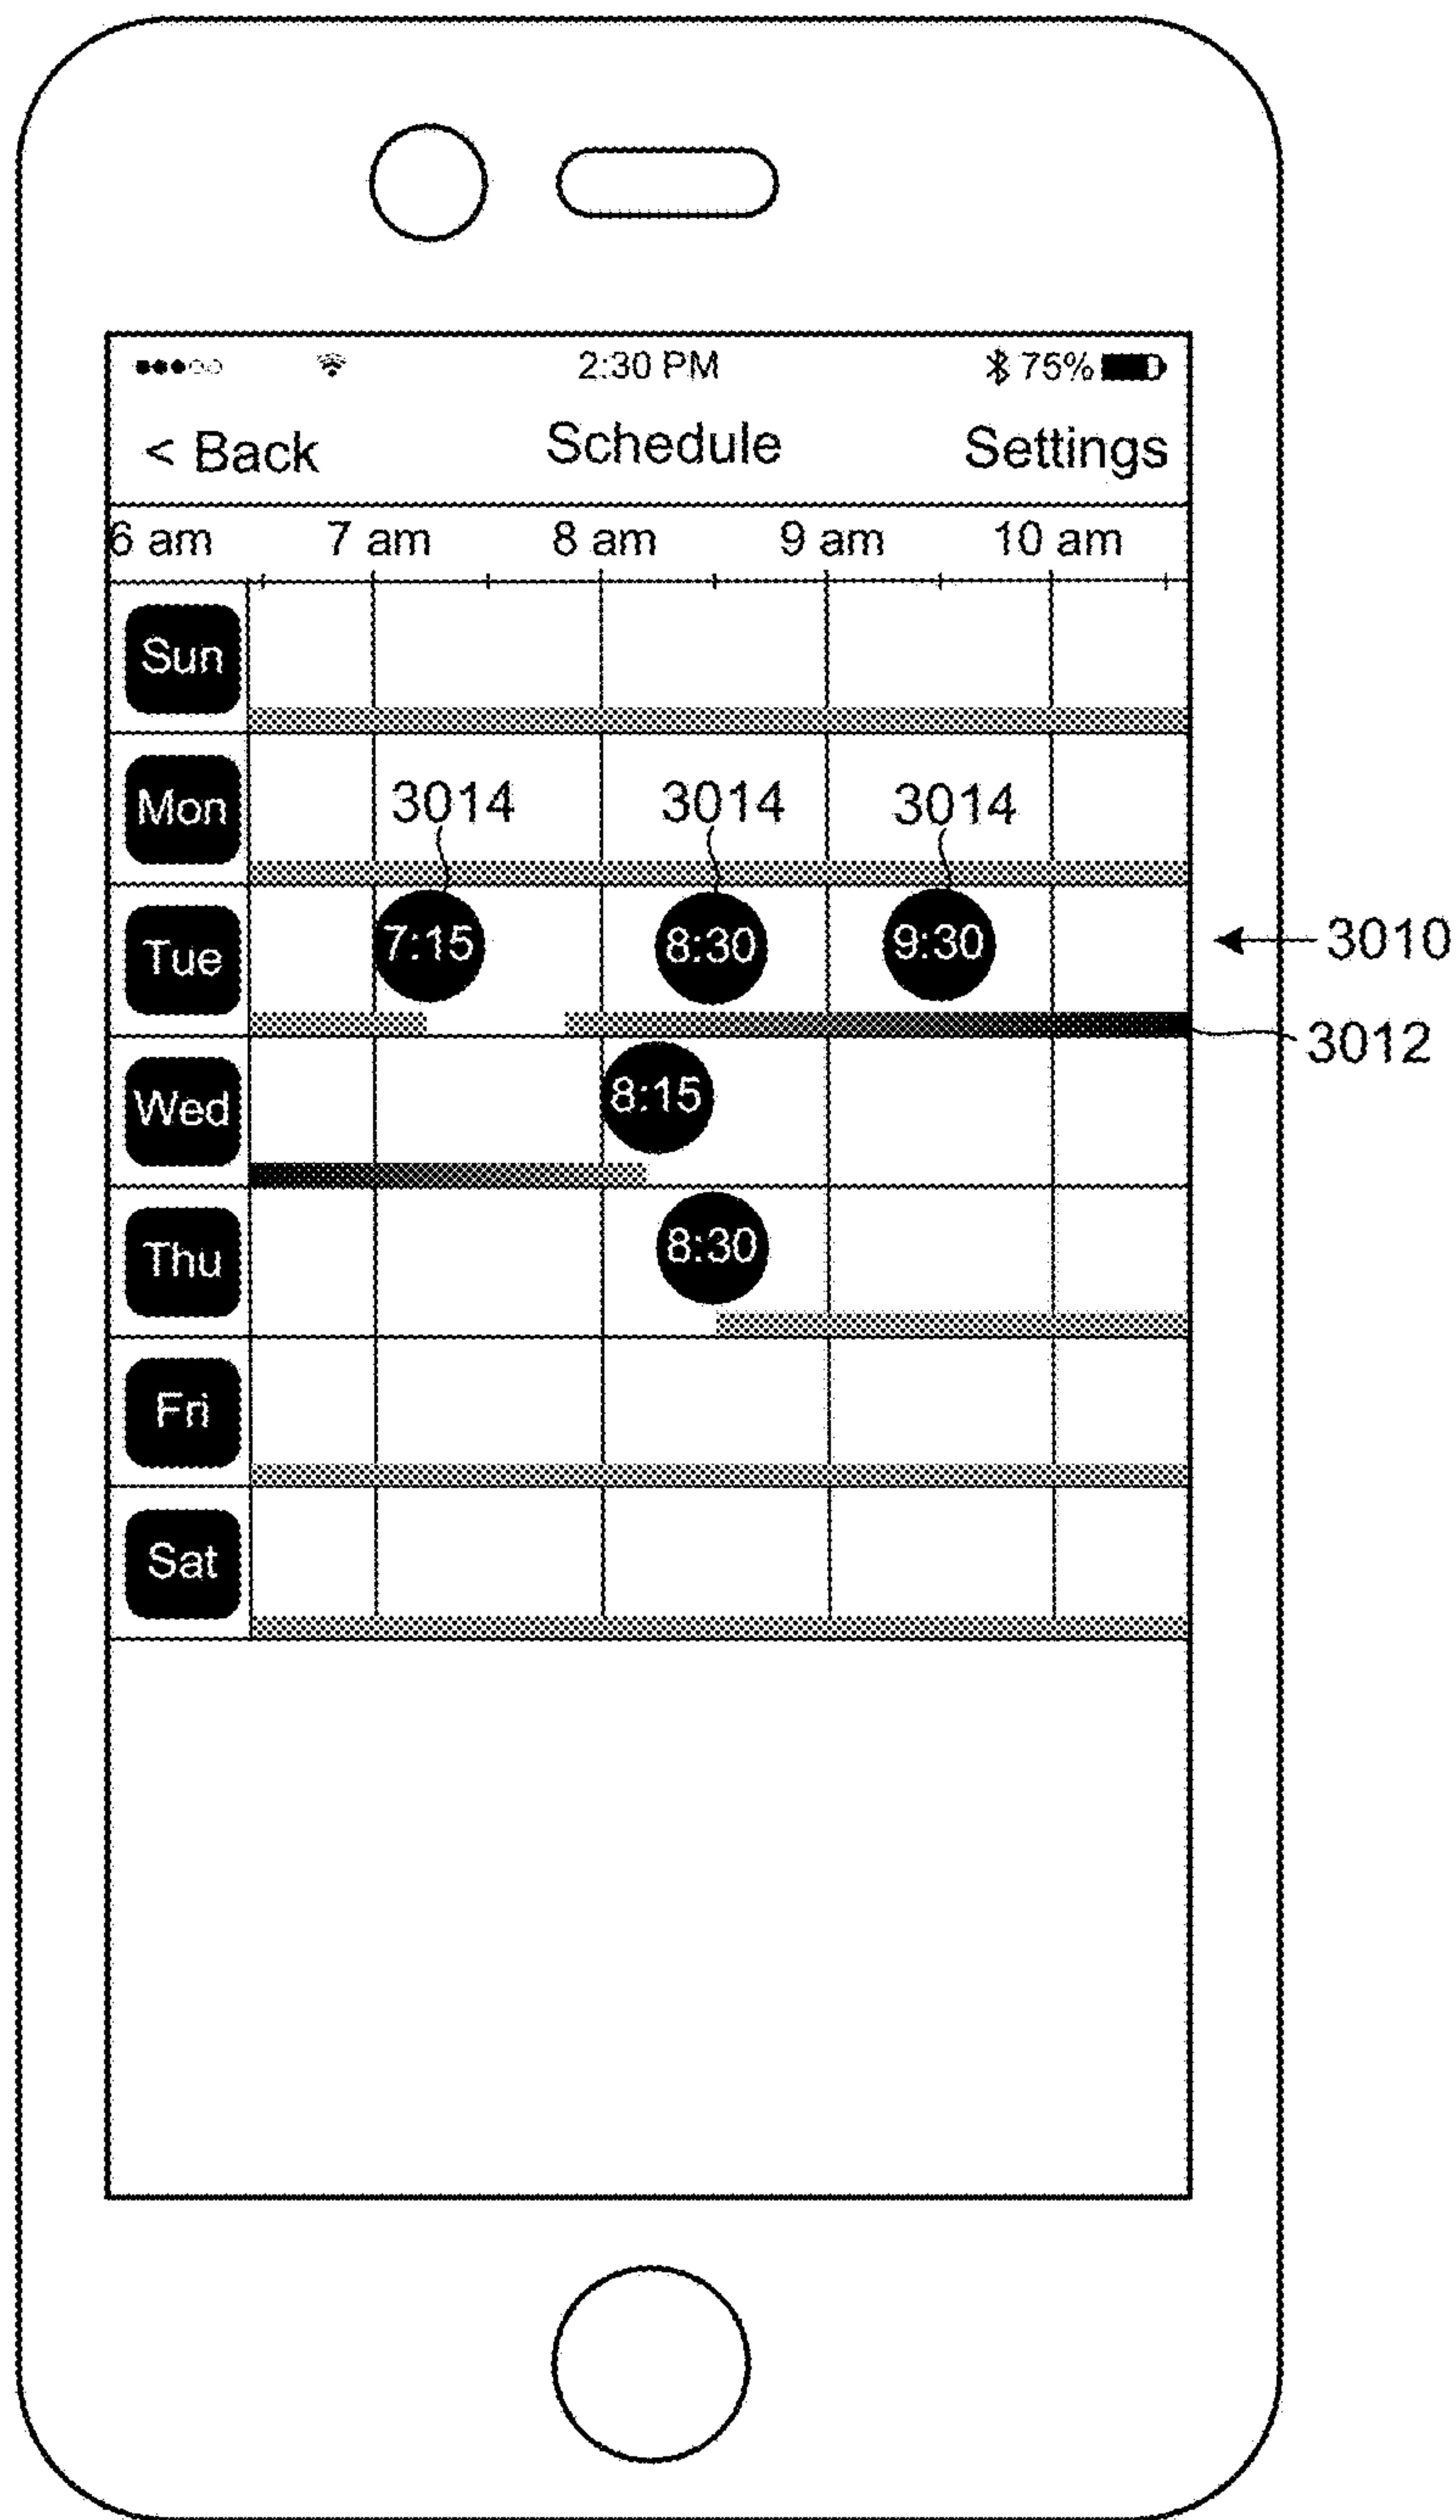 2:30 PM 75%
< Back Schedule Settings
6 am 7 am 8 am 9 am 10 am
Sun
Mon 3014 3014 3014
Tue 7:15 8:30 9:30 3010
3012
Wed 8:15
Thu 8:30
Fri
Sat